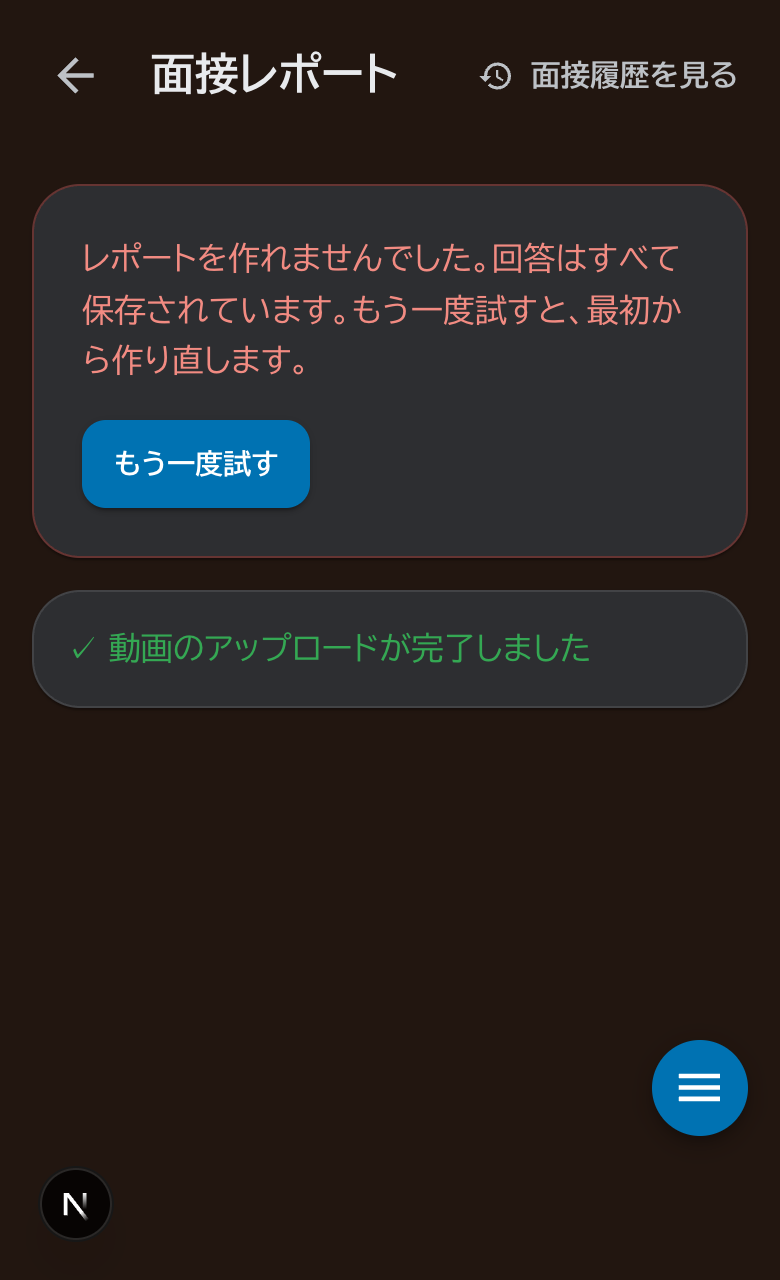 面接レポート
面接履歴を見る
レポートを作れませんでした。回答はすべて
保存されています。もう一度試すと、最初か
ら作り直します。
もう一度試す
✓ 動画のアップロードが完了しました
N